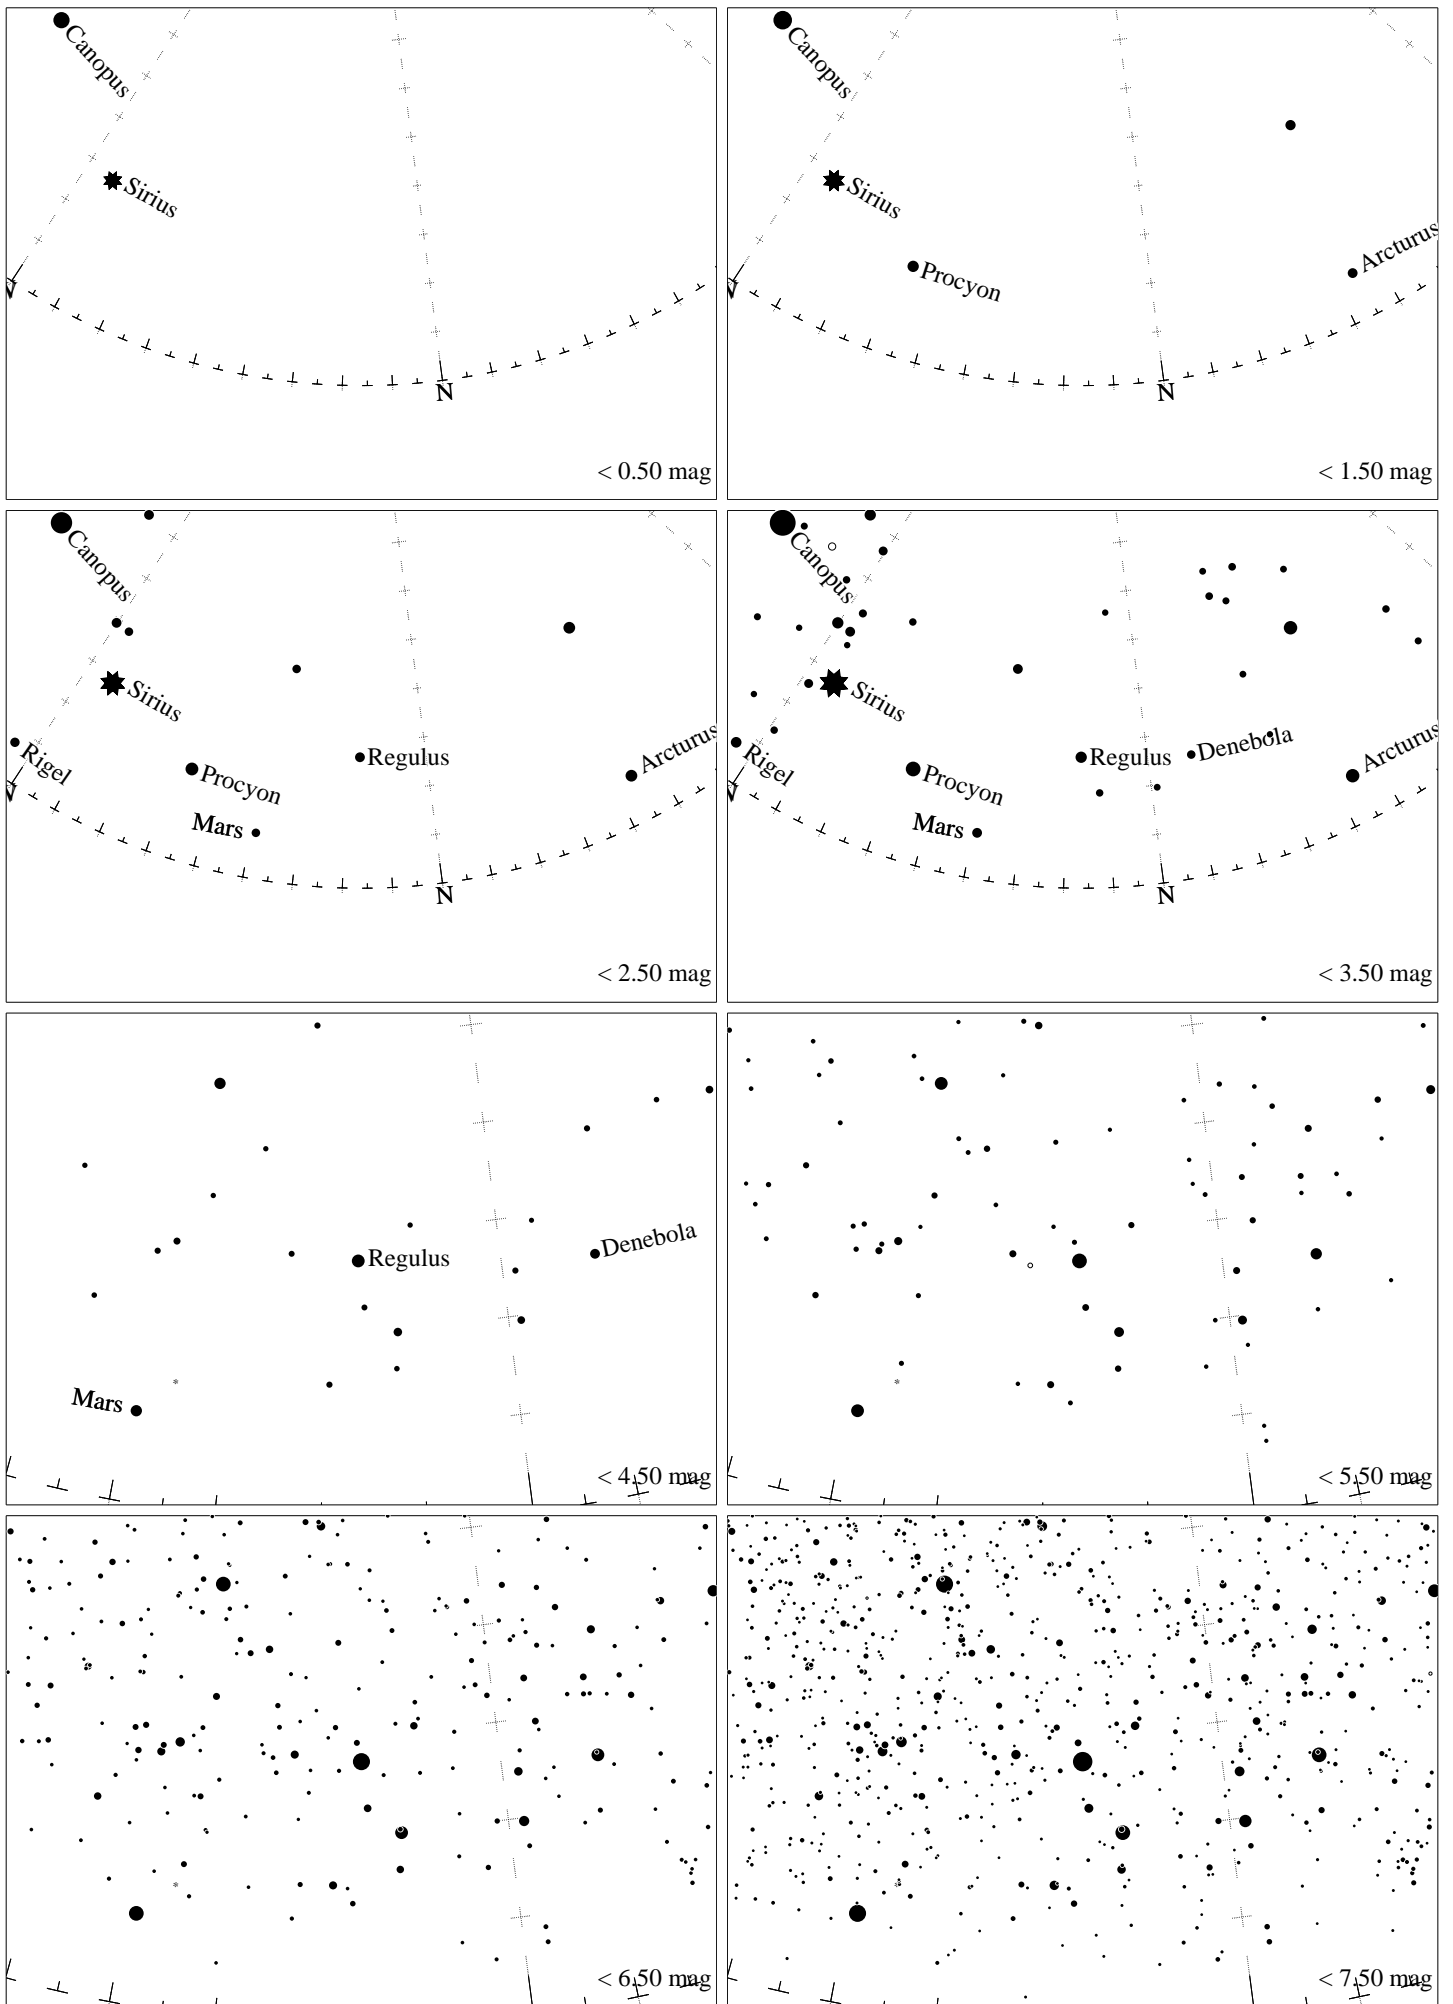 Canopus
Sirius
N
< 0.50 mag
Canopus
Sirius
Procyon
Arcturus
N
< 1.50 mag
Canopus
Sirius
Rigel
Procyon
Regulus
Arcturus
Mars
N
< 2.50 mag
Canopus
Sirius
Rigel
Procyon
Regulus
Denebola
Arcturus
Mars
N
< 3.50 mag
Regulus
Denebola
Mars
< 4.50 mag
< 5.50 mag
< 6.50 mag
< 7.50 mag